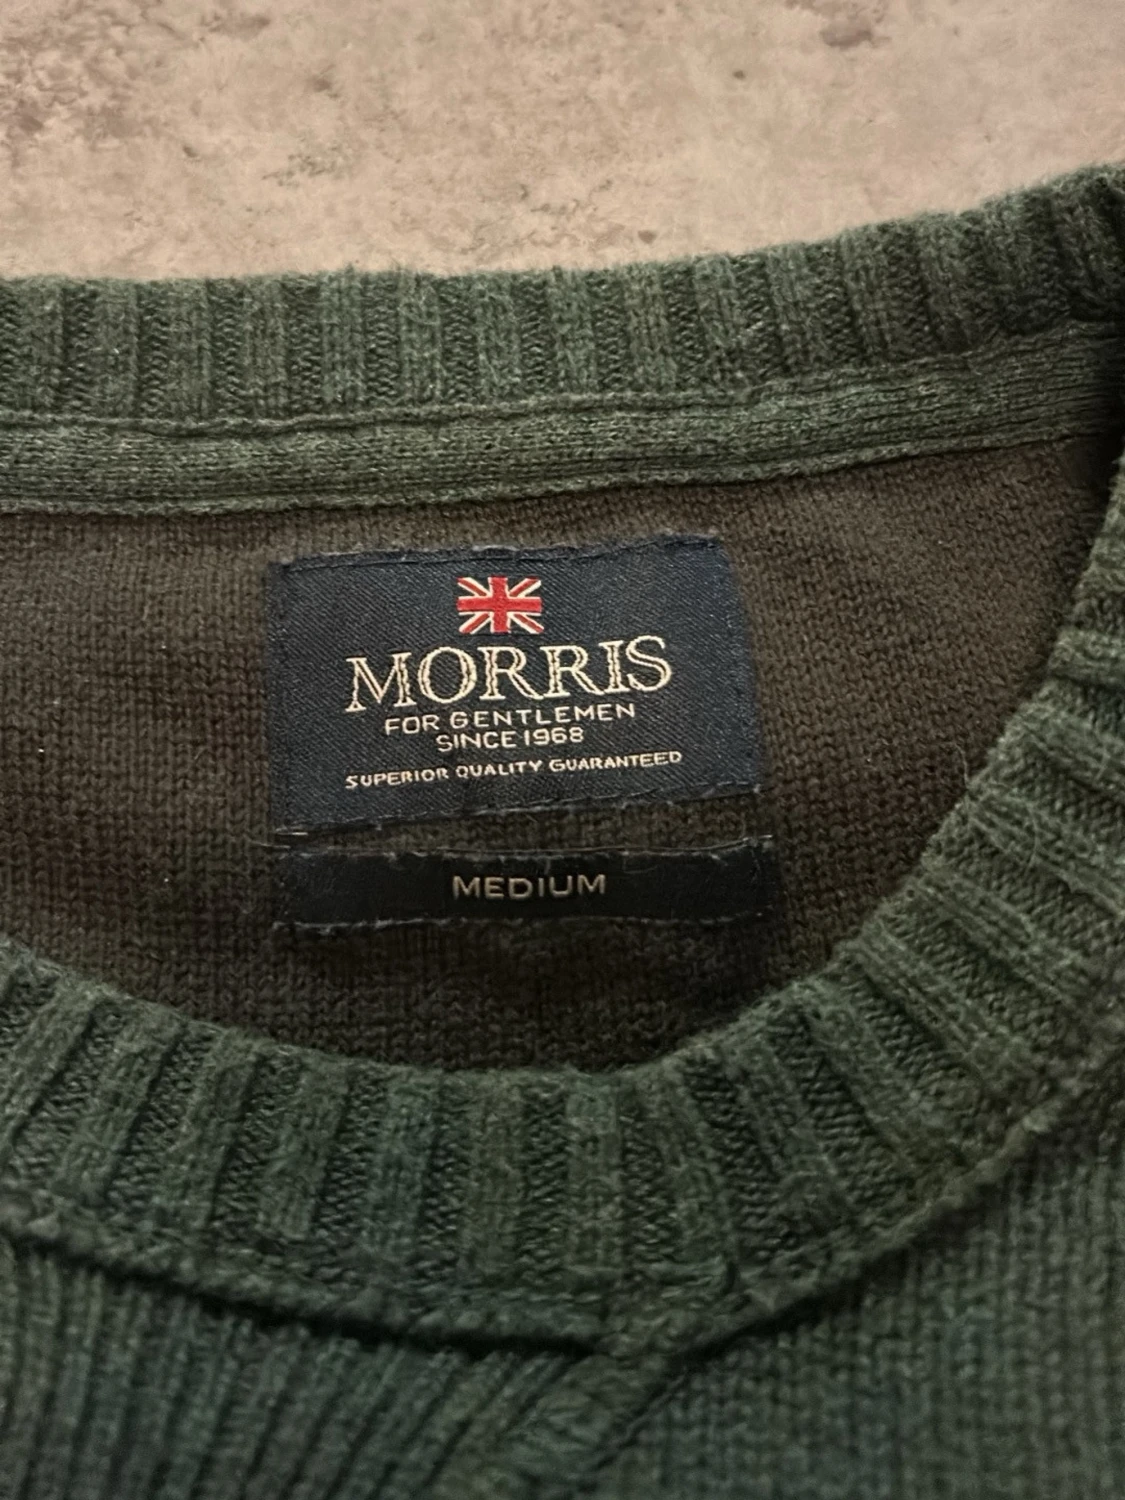 MORRIS
FOR GENTLEMEN
SINCE 1968
SUPERIOR QUALITY GUARANTEED
MEDIUM